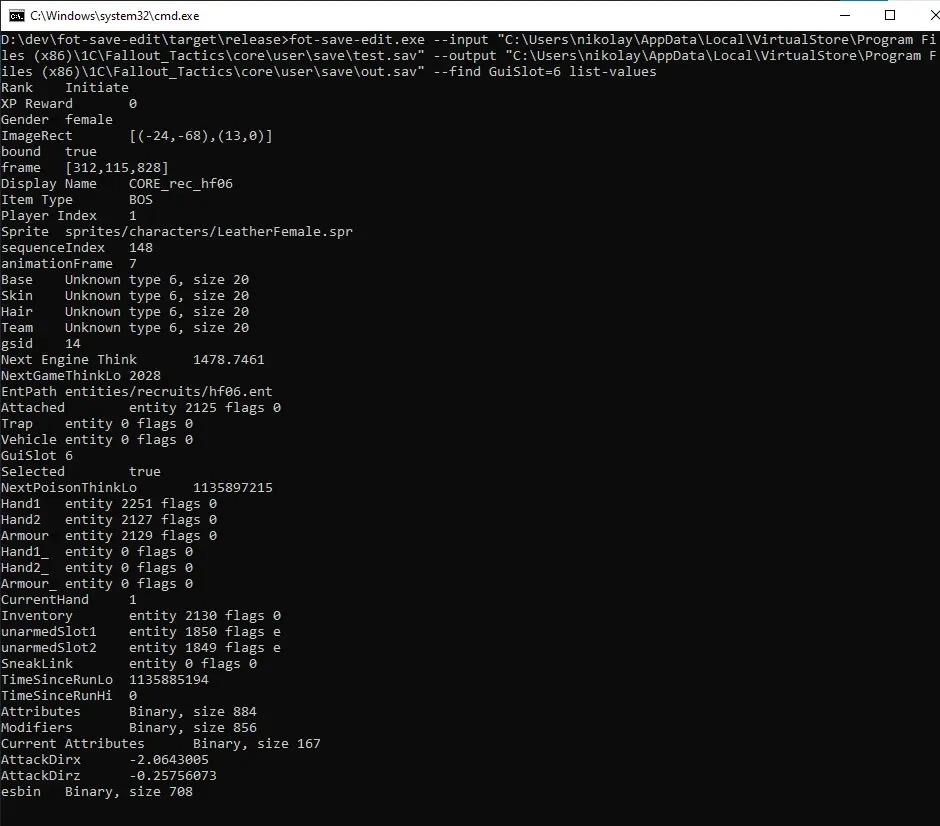 C:\Windows\system32\cmd.exe
D:\dev\fot-save-edit\target\release>fot-save-edit.exe --input "C:\Users\nikolay\AppData\Local\VirtualStore\Program Fi
les (x86)\1C\Fallout_Tactics\core\user\save\test.sav" --output "C:\Users\nikolay\AppData\Local\VirtualStore\Program F
iles (x86)\1C\Fallout_Tactics\core\user\save\out.sav" --find GuiSlot=6 list-values
Rank    Initiate
XP Reward       0
Gender  female
ImageRect       [(-24,-68),(13,0)]
bound   true
frame   [312,115,828]
Display Name    CORE_rec_hf06
Item Type       BOS
Player Index    1
Sprite  sprites/characters/LeatherFemale.spr
sequenceIndex   148
animationFrame  7
Base    Unknown type 6, size 20
Skin    Unknown type 6, size 20
Hair    Unknown type 6, size 20
Team    Unknown type 6, size 20
gsid    14
Next Engine Think       1478.7461
NextGameThinkLo 2028
EntPath entities/recruits/hf06.ent
Attached        entity 2125 flags 0
Trap    entity 0 flags 0
Vehicle entity 0 flags 0
GuiSlot 6
Selected        true
NextPoisonThinkLo       1135897215
Hand1   entity 2251 flags 0
Hand2   entity 2127 flags 0
Armour  entity 2129 flags 0
Hand1_  entity 0 flags 0
Hand2_  entity 0 flags 0
Armour_ entity 0 flags 0
CurrentHand     1
Inventory       entity 2130 flags 0
unarmedSlot1    entity 1850 flags e
unarmedSlot2    entity 1849 flags e
SneakLink       entity 0 flags 0
TimeSinceRunLo  1135885194
TimeSinceRunHi  0
Attributes      Binary, size 884
Modifiers       Binary, size 856
Current Attributes      Binary, size 167
AttackDirx      -2.0643005
AttackDirz      -0.25756073
esbin   Binary, size 708